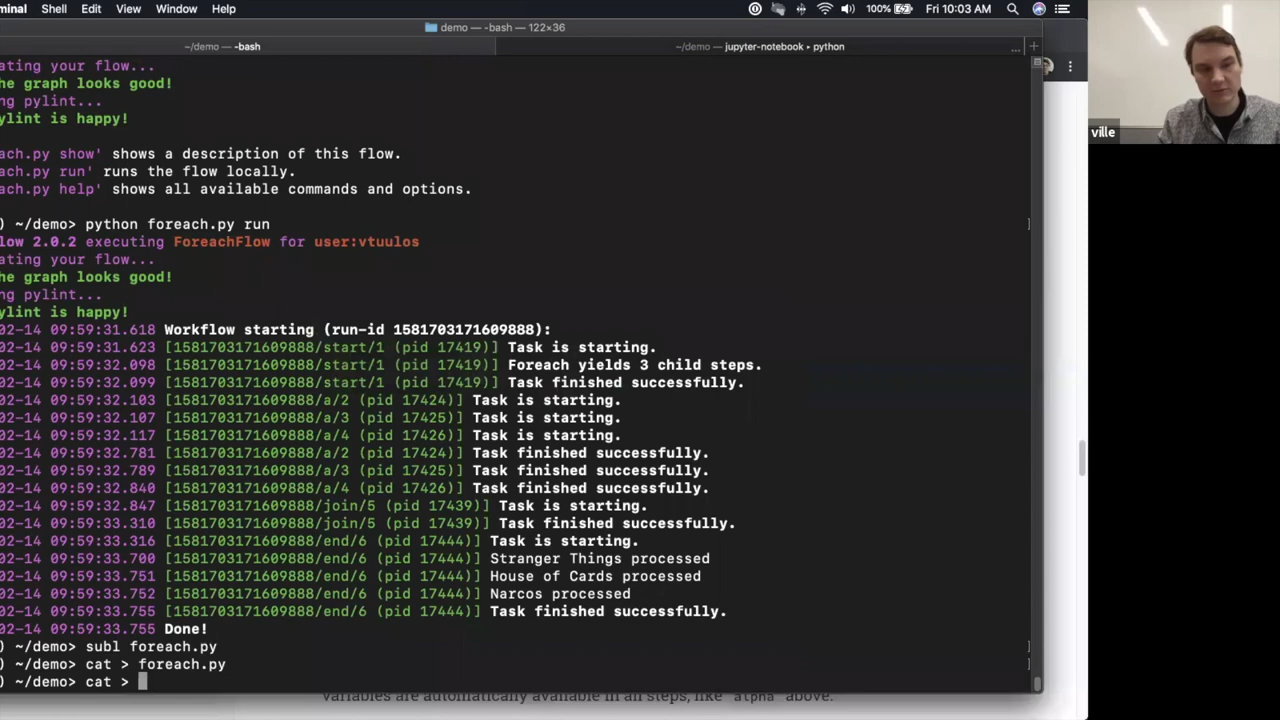 minal Shell Edit View Window Help 100% Fri 10:03 AM
demo — -bash — 122×36
~/demo — -bash ~/demo — jupyter-notebook ▸ python ... +
ating your flow...
he graph looks good!
ng pylint...
ylint is happy!
ach.py show' shows a description of this flow.
ach.py run' runs the flow locally.
ach.py help' shows all available commands and options.
) ~/demo> python foreach.py run
low 2.0.2 executing ForeachFlow for user:vtuulos
ating your flow...
he graph looks good!
ng pylint...
ylint is happy!
02-14 09:59:31.618 Workflow starting (run-id 1581703171609888):
02-14 09:59:31.623 [1581703171609888/start/1 (pid 17419)] Task is starting.
02-14 09:59:32.098 [1581703171609888/start/1 (pid 17419)] Foreach yields 3 child steps.
02-14 09:59:32.099 [1581703171609888/start/1 (pid 17419)] Task finished successfully.
02-14 09:59:32.103 [1581703171609888/a/2 (pid 17424)] Task is starting.
02-14 09:59:32.107 [1581703171609888/a/3 (pid 17425)] Task is starting.
02-14 09:59:32.117 [1581703171609888/a/4 (pid 17426)] Task is starting.
02-14 09:59:32.781 [1581703171609888/a/2 (pid 17424)] Task finished successfully.
02-14 09:59:32.789 [1581703171609888/a/3 (pid 17425)] Task finished successfully.
02-14 09:59:32.840 [1581703171609888/a/4 (pid 17426)] Task finished successfully.
02-14 09:59:32.847 [1581703171609888/join/5 (pid 17439)] Task is starting.
02-14 09:59:33.310 [1581703171609888/join/5 (pid 17439)] Task finished successfully.
02-14 09:59:33.316 [1581703171609888/end/6 (pid 17444)] Task is starting.
02-14 09:59:33.700 [1581703171609888/end/6 (pid 17444)] Stranger Things processed
02-14 09:59:33.751 [1581703171609888/end/6 (pid 17444)] House of Cards processed
02-14 09:59:33.752 [1581703171609888/end/6 (pid 17444)] Narcos processed
02-14 09:59:33.755 [1581703171609888/end/6 (pid 17444)] Task finished successfully.
02-14 09:59:33.755 Done!
) ~/demo> subl foreach.py
) ~/demo> cat > foreach.py
) ~/demo> cat >
variables are automatically available in all steps, like alpha above.
ville